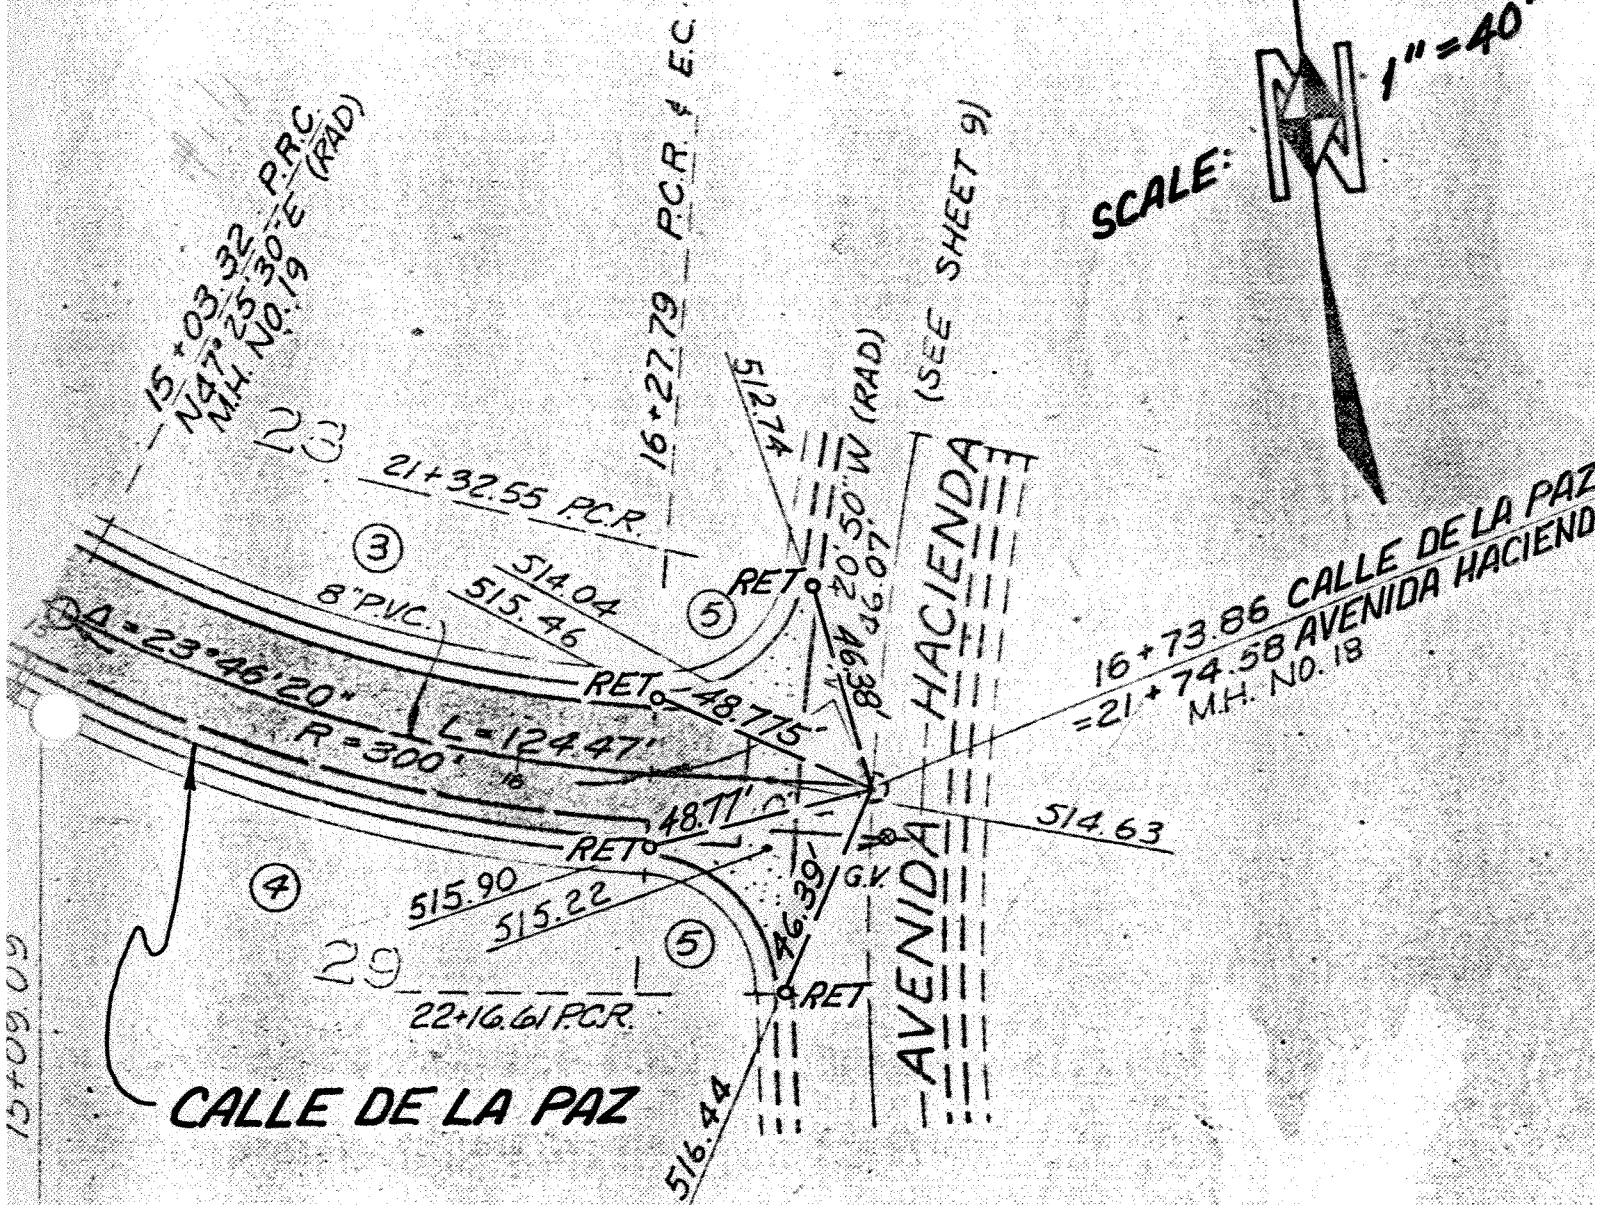 SCALE: 1" = 40'
N
15 + 03.32 P.R.C.
N47°25'30"E (RAD)
M.H. NO. 19
16 + 27.79 P.C.R. & E.C.
(SEE SHEET 9)
23
21 + 32.55 P.C.R.
3
512.74
514.04
515.46
8" P.V.C.
5
RET
20'50"W (RAD)
46.38'
Δ = 23°46'20"
R = 300'
L = 124.47'
RET
48.775'
AVENIDA HACIENDA
16 + 73.86 CALLE DE LA PAZ
=21 + 74.58 AVENIDA HACIEND
M.H. NO. 18
48.77'
514.63
RET
G.V.
46.39'
4
515.90
515.22
5
29
RET
22+16.61 P.C.R.
516.44
CALLE DE LA PAZ
15+09.09